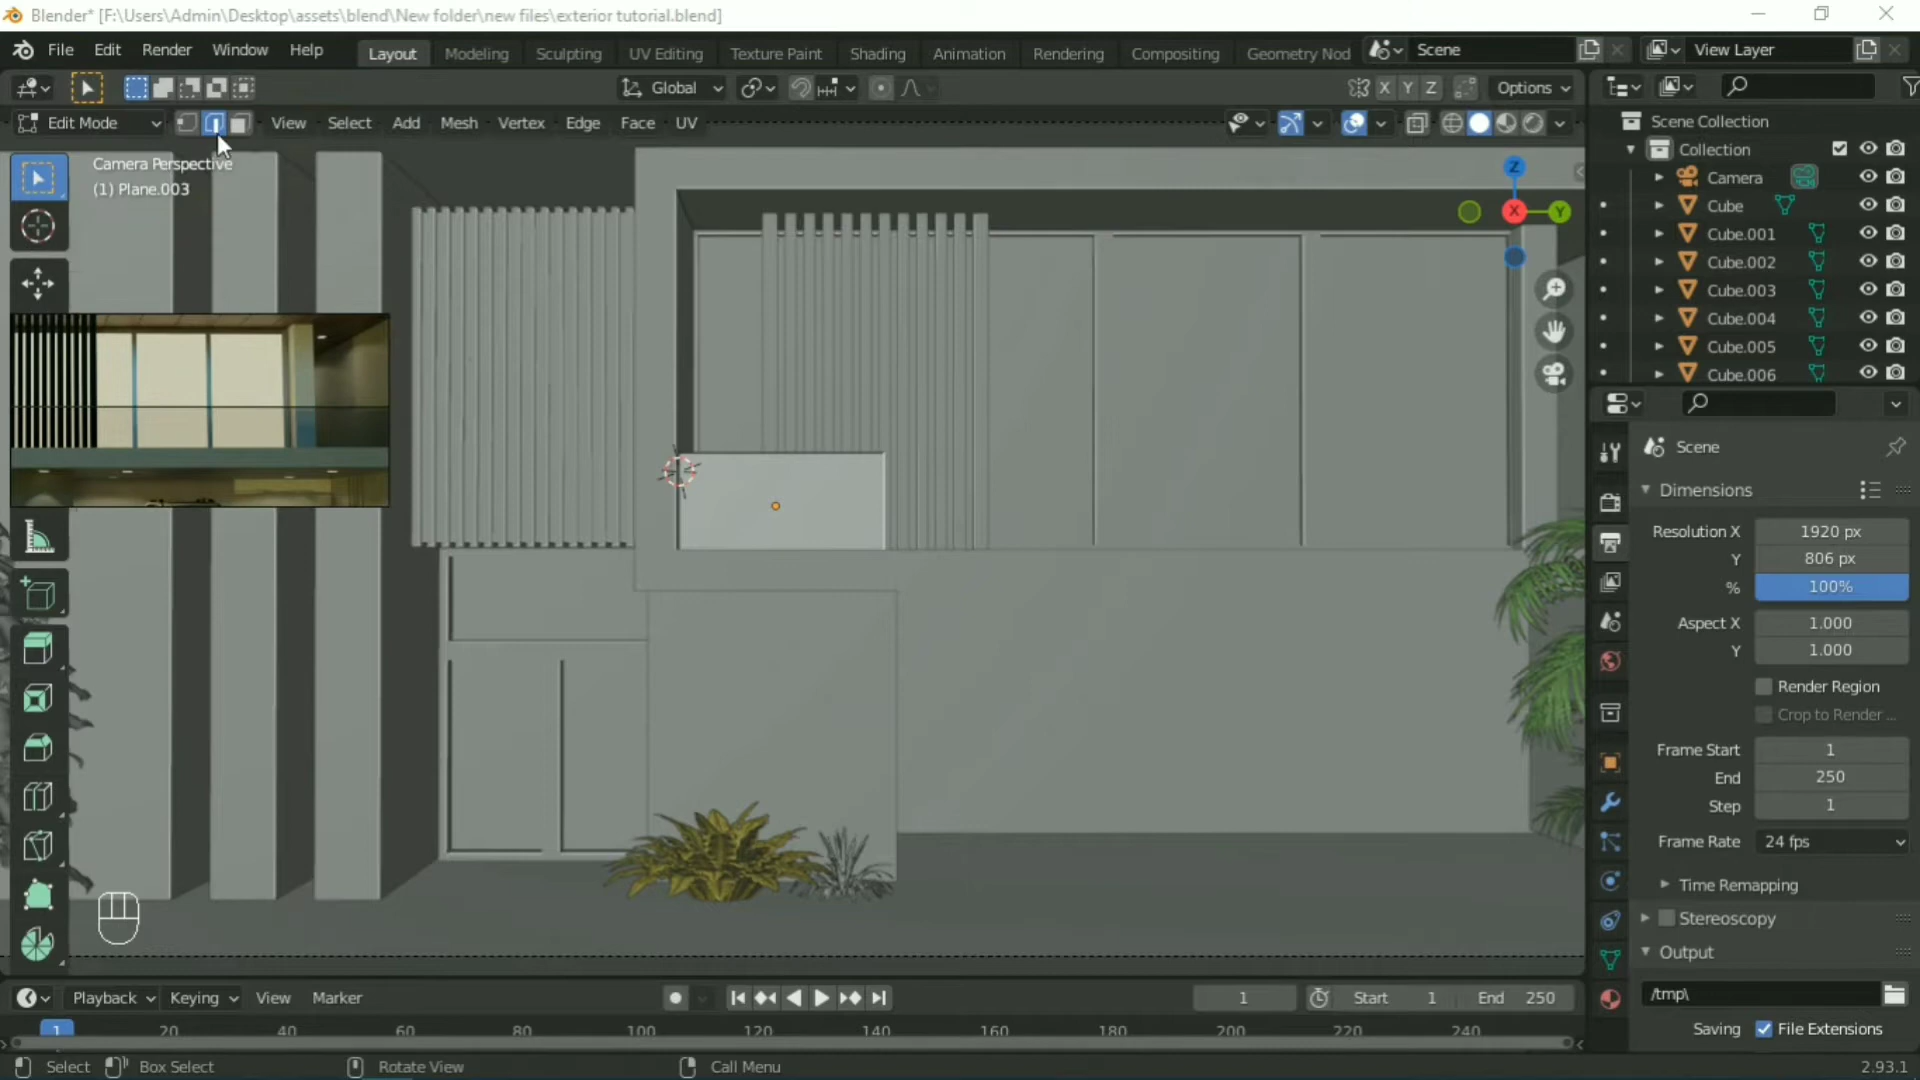 Blender* [F:\Users\Admin\Desktop\assets\blend\New folder\new files\exterior tutorial.blend]
File Edit Render Window Help Layout Modeling Sculpting UV Editing Texture Paint Shading Animation Rendering Compositing Geometry Nod Scene View Layer
Global X Y Z Options
Edit Mode View Select Add Mesh Vertex Edge Face UV
Camera Perspective
(1) Plane.003
Z
X
Y
Scene Collection
Collection
Camera
Cube
Cube.001
Cube.002
Cube.003
Cube.004
Cube.005
Cube.006
Scene
Dimensions
Resolution X 1920 px
Y 806 px
% 100%
Aspect X 1.000
Y 1.000
Render Region
Crop to Render ...
Frame Start 1
End 250
Step 1
Frame Rate 24 fps
Time Remapping
Stereoscopy
Output
/tmp\
Saving File Extensions
Playback Keying View Marker 1 Start 1 End 250
1 20 40 60 80 100 120 140 160 180 200 220 240
Select Box Select Rotate View Call Menu 2.93.1